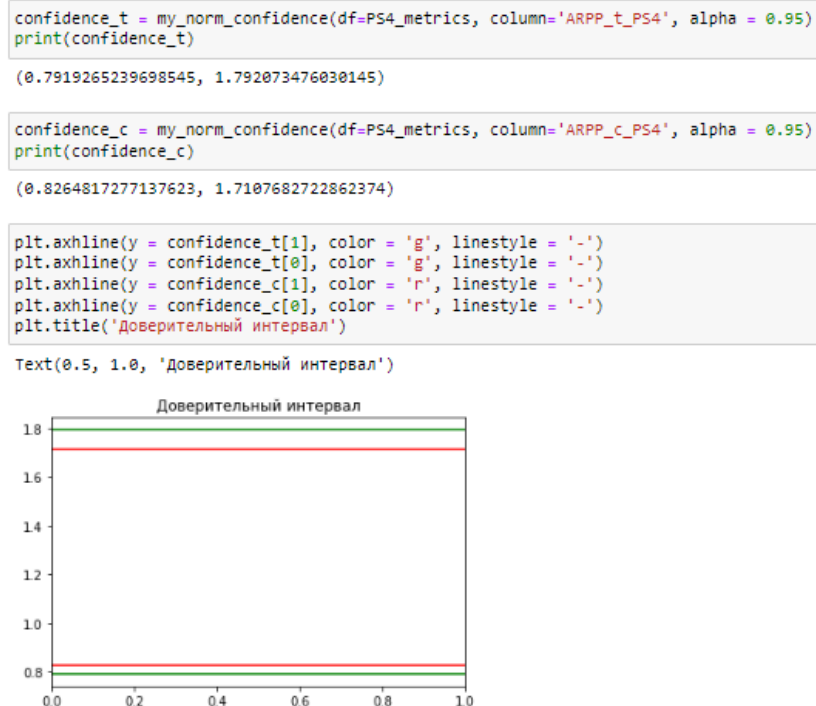 confidence_t = my_norm_confidence(df=PS4_metrics, column='ARPP_t_PS4', alpha = 0.95)
print(confidence_t)
(0.7919265239698545, 1.792073476030145)
confidence_c = my_norm_confidence(df=PS4_metrics, column='ARPP_c_PS4', alpha = 0.95)
print(confidence_c)
(0.8264817277137623, 1.7107682722862374)
plt.axhline(y = confidence_t[1], color = 'g', linestyle = '-')
plt.axhline(y = confidence_t[0], color = 'g', linestyle = '-')
plt.axhline(y = confidence_c[1], color = 'r', linestyle = '-')
plt.axhline(y = confidence_c[0], color = 'r', linestyle = '-')
plt.title('Доверительный интервал')
Text(0.5, 1.0, 'Доверительный интервал')
Доверительный интервал
1.8
1.6
1.4
1.2
1.0
0.8
0.0 0.2 0.4 0.6 0.8 1.0